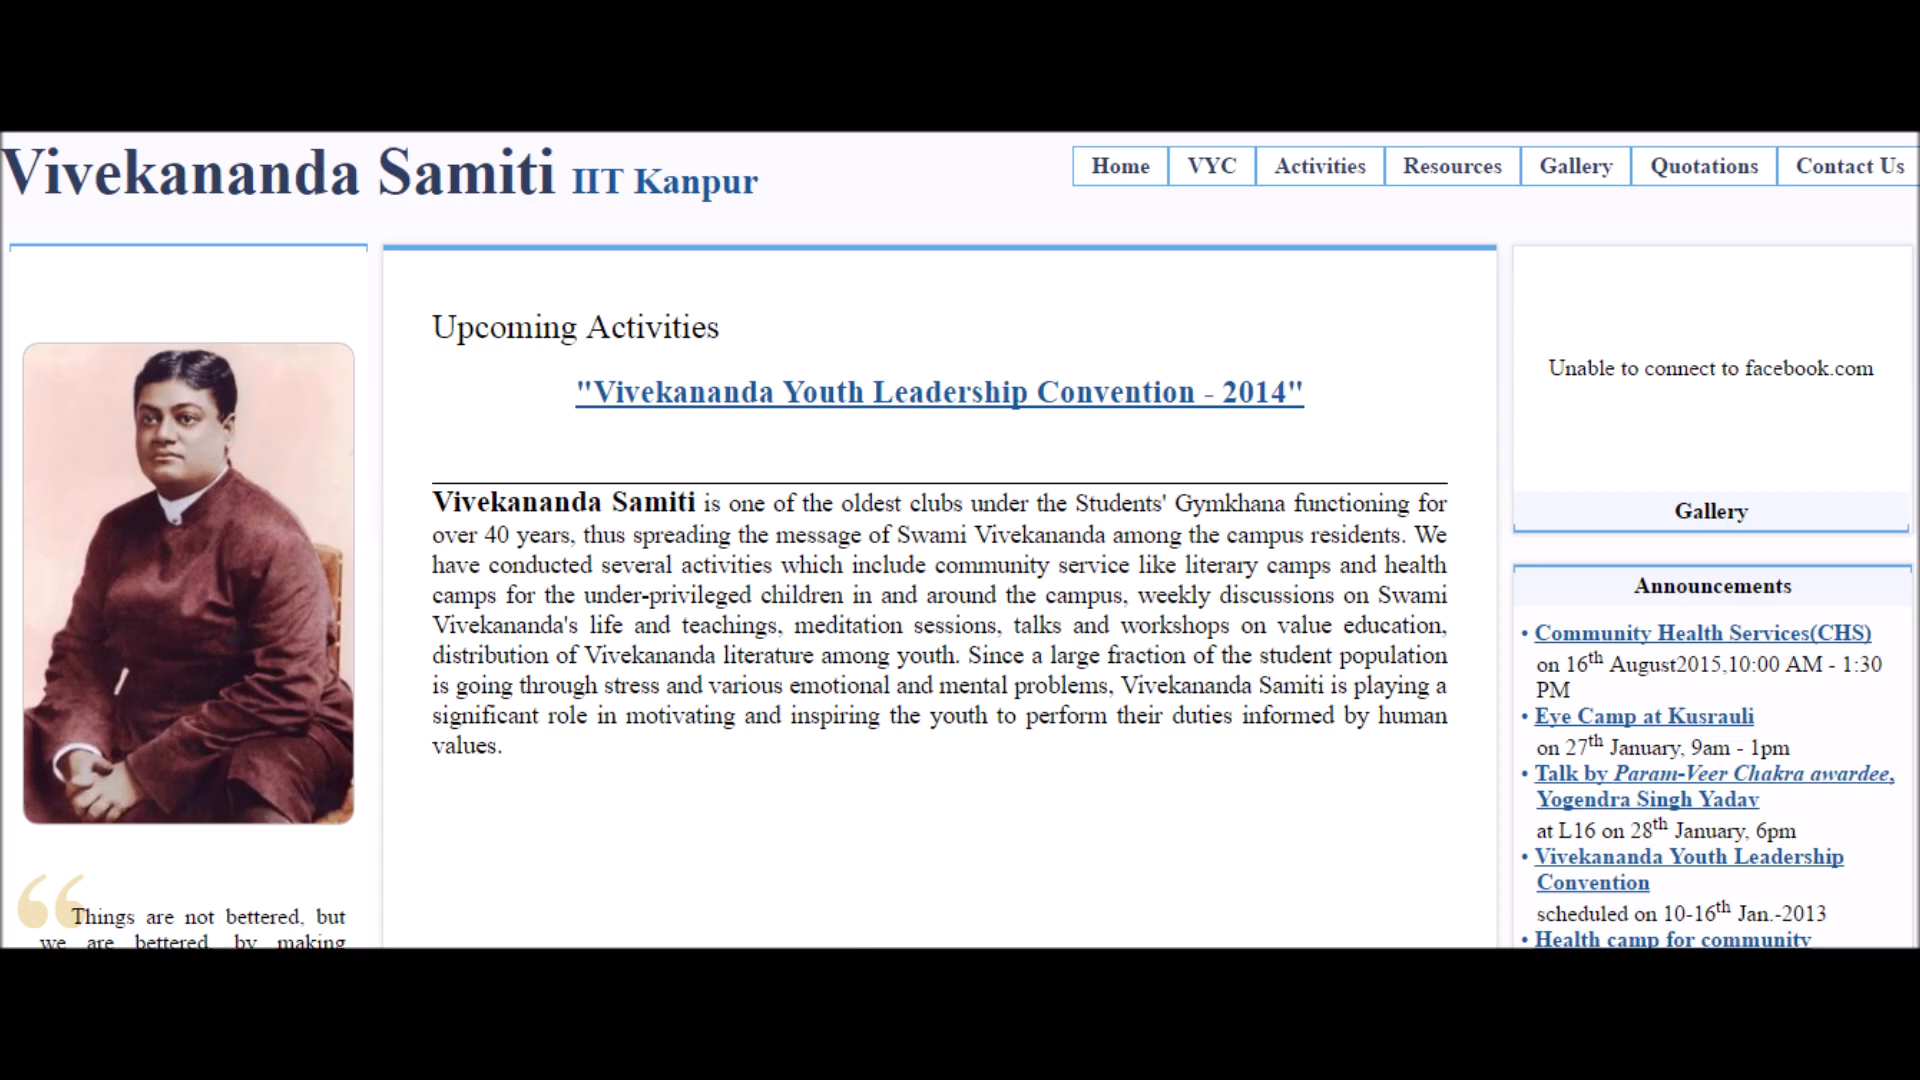 Vivekananda Samiti IIT Kanpur
Home VYC Activities Resources Gallery Quotations Contact Us
Things are not bettered, but
we are bettered, by making
Upcoming Activities
"Vivekananda Youth Leadership Convention - 2014"
Vivekananda Samiti is one of the oldest clubs under the Students' Gymkhana functioning for
over 40 years, thus spreading the message of Swami Vivekananda among the campus residents. We
have conducted several activities which include community service like literary camps and health
camps for the under-privileged children in and around the campus, weekly discussions on Swami
Vivekananda's life and teachings, meditation sessions, talks and workshops on value education,
distribution of Vivekananda literature among youth. Since a large fraction of the student population
is going through stress and various emotional and mental problems, Vivekananda Samiti is playing a
significant role in motivating and inspiring the youth to perform their duties informed by human
values.
Unable to connect to facebook.com
Gallery
Announcements
• Community Health Services(CHS)
on 16th August2015,10:00 AM - 1:30
PM
• Eye Camp at Kusrauli
on 27th January, 9am - 1pm
• Talk by Param-Veer Chakra awardee,
Yogendra Singh Yadav
at L16 on 28th January, 6pm
• Vivekananda Youth Leadership
Convention
scheduled on 10-16th Jan.-2013
• Health camp for community